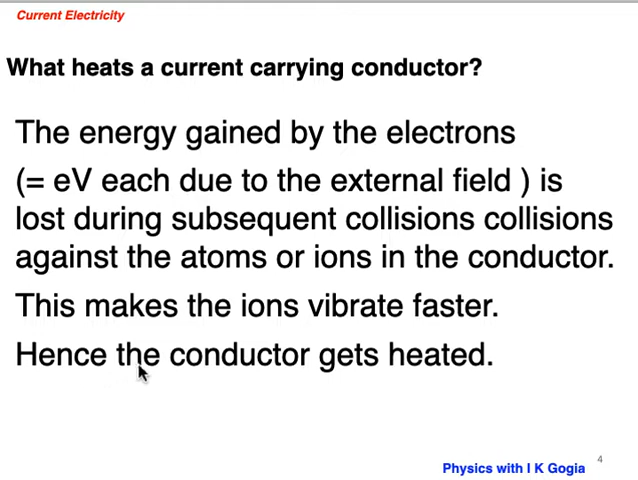 Current Electricity
What heats a current carrying conductor?
The energy gained by the electrons
(= eV each due to the external field ) is
lost during subsequent collisions collisions
against the atoms or ions in the conductor.
This makes the ions vibrate faster.
Hence the conductor gets heated.
4
Physics with I K Gogia